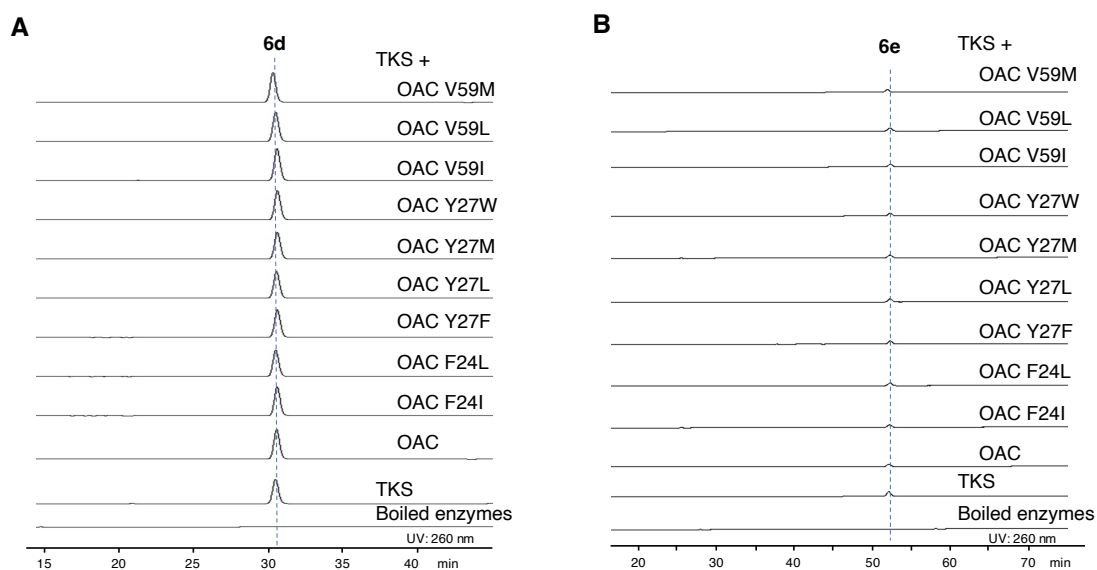 A
6d
TKS +
OAC V59M
OAC V59L
OAC V59I
OAC Y27W
OAC Y27M
OAC Y27L
OAC Y27F
OAC F24L
OAC F24I
OAC
TKS
Boiled enzymes
UV: 260 nm
15 20 25 30 35 40 min
B
6e
TKS +
OAC V59M
OAC V59L
OAC V59I
OAC Y27W
OAC Y27M
OAC Y27L
OAC Y27F
OAC F24L
OAC F24I
OAC
TKS
Boiled enzymes
UV: 260 nm
20 30 40 50 60 70 min